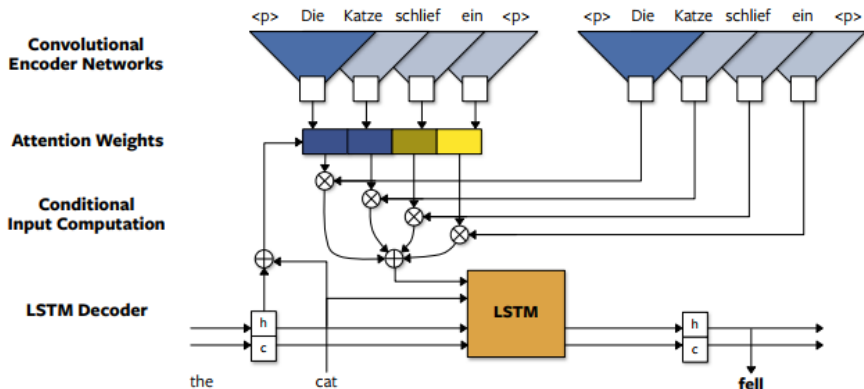 <p> Die Katze schlief ein <p> <p> Die Katze schlief ein <p>
Convolutional
Encoder Networks
Attention Weights
Conditional
Input Computation
LSTM Decoder
h
c
LSTM
h
c
the cat fell